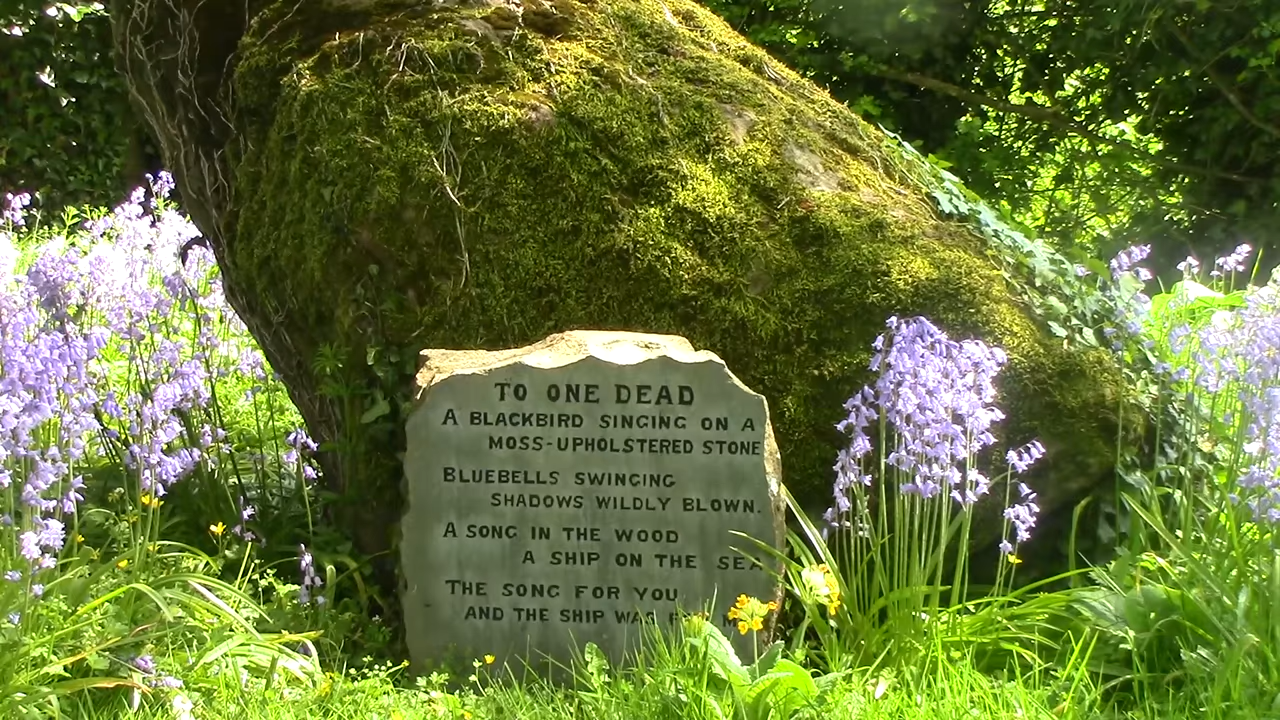 TO ONE DEAD
A BLACKBIRD SINGING ON A
MOSS-UPHOLSTERED STONE
BLUEBELLS SWINGING
SHADOWS WILDLY BLOWN.
A SONG IN THE WOOD
A SHIP ON THE SEA
THE SONG FOR YOU
AND THE SHIP WAS